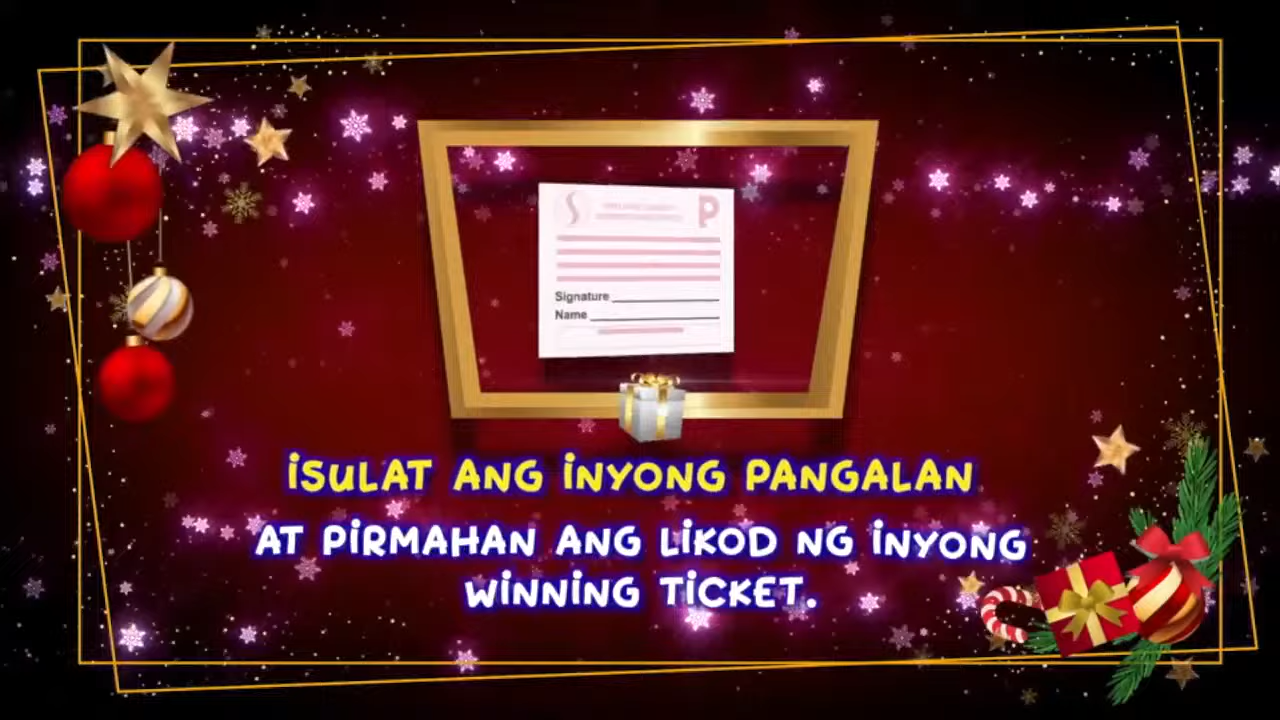 P
Signature
Name
iSULAT ANG iNYONG PANGALAN
AT PiRMAHAN ANG LiKOD NG iNYONG
WiNNiNG TiCKET.